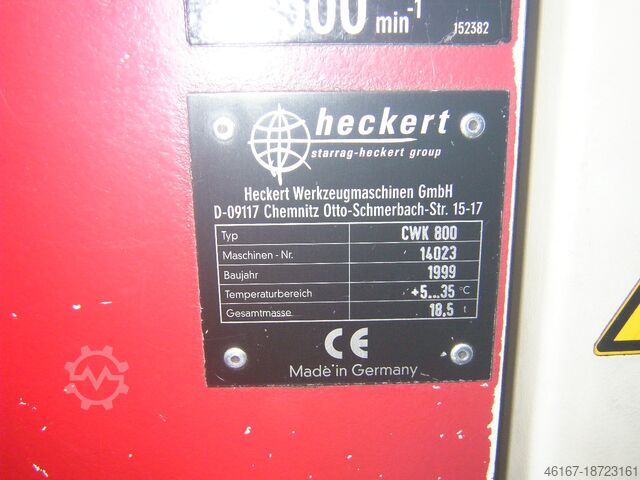 min⁻¹
152382
heckert
starrag-heckert group
Heckert Werkzeugmaschinen GmbH
D-09117 Chemnitz Otto-Schmerbach-Str. 15-17
Typ CWK 800
Maschinen-Nr. 14023
Baujahr 1999
Temperaturbereich +5...35 °C
Gesamtmasse 18,5 t
CE
Made in Germany
46167-18723161